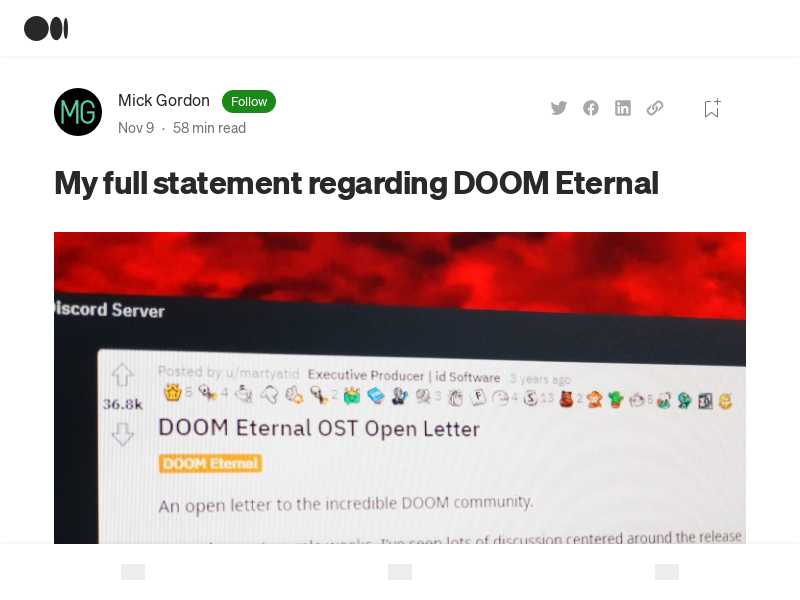 MG
Mick Gordon
Follow
Nov 9 · 58 min read
My full statement regarding DOOM Eternal
iscord Server
Posted by u/martyatid Executive Producer | id Software 3 years ago
5 4 2 3 4 13 2 5
36.8k
DOOM Eternal OST Open Letter
DOOM Eternal
An open letter to the incredible DOOM community.
I've seen lots of discussion centered around the release